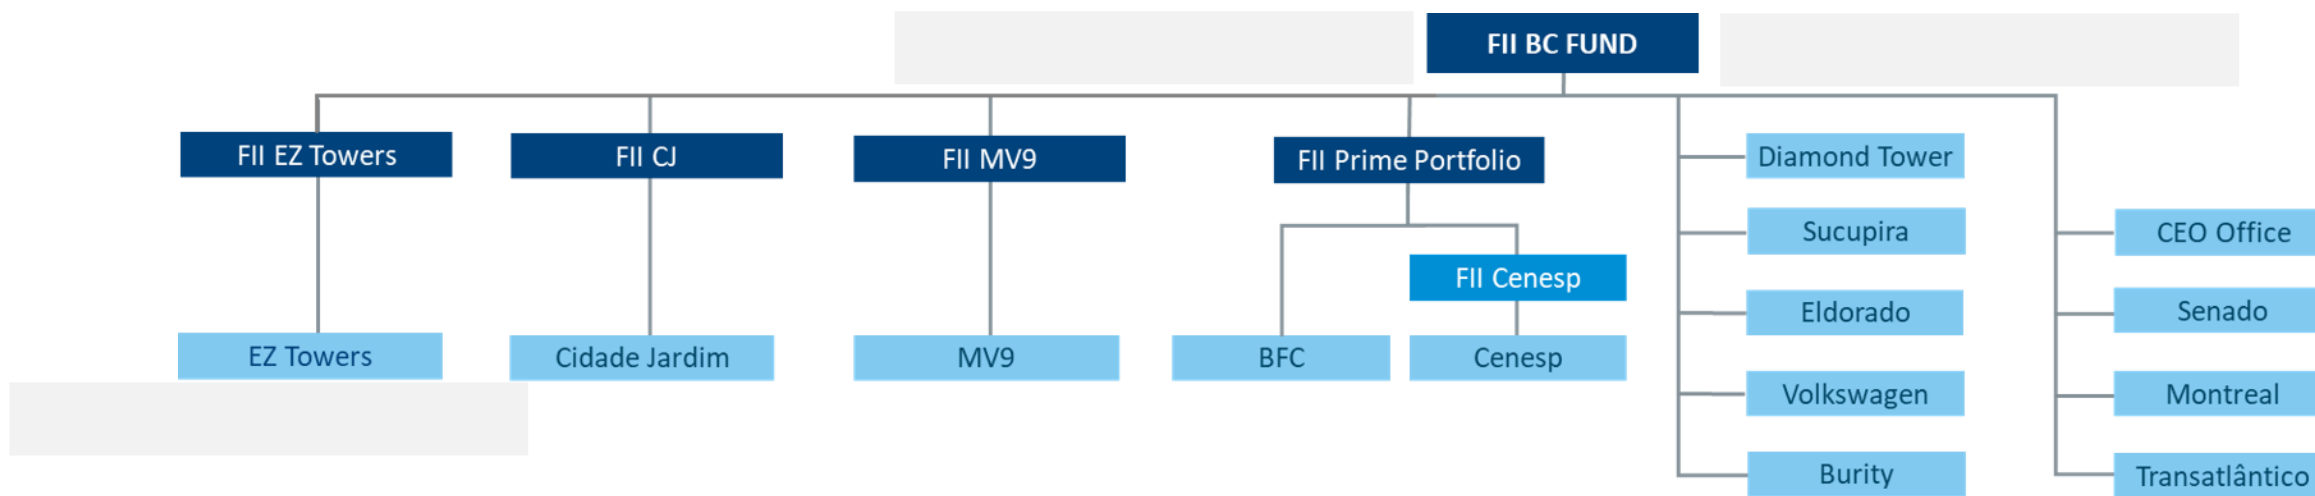 FII BC FUND
FII EZ Towers
FII CJ
FII MV9
FII Prime Portfolio
Diamond Tower
Sucupira
CEO Office
FII Cenesp
Eldorado
Senado
EZ Towers
Cidade Jardim
MV9
BFC
Cenesp
Volkswagen
Montreal
Burity
Transatlântico